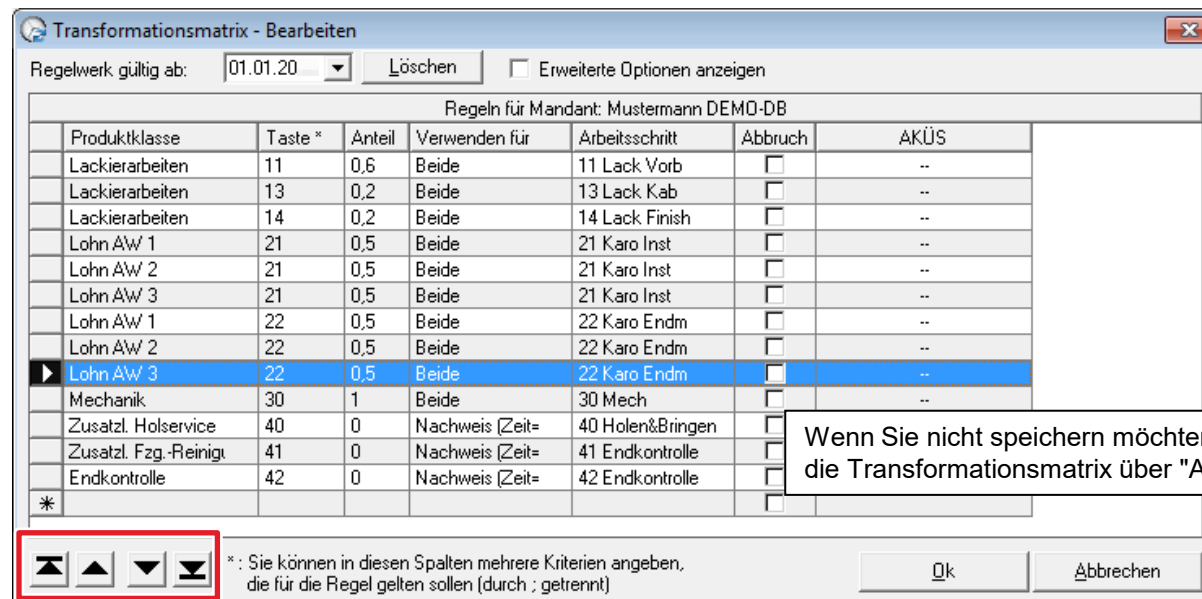 Transformationsmatrix - Bearbeiten
Regelwerk gültig ab: 01.01.20 Löschen Erweiterte Optionen anzeigen
Regeln für Mandant: Mustermann DEMO-DB
Produktklasse Taste * Anteil Verwenden für Arbeitsschritt Abbruch AKÜS
Lackierarbeiten 11 0,6 Beide 11 Lack Vorb --
Lackierarbeiten 13 0,2 Beide 13 Lack Kab --
Lackierarbeiten 14 0,2 Beide 14 Lack Finish --
Lohn AW 1 21 0,5 Beide 21 Karo Inst --
Lohn AW 2 21 0,5 Beide 21 Karo Inst --
Lohn AW 3 21 0,5 Beide 21 Karo Inst --
Lohn AW 1 22 0,5 Beide 22 Karo Endm --
Lohn AW 2 22 0,5 Beide 22 Karo Endm --
Lohn AW 3 22 0,5 Beide 22 Karo Endm --
Mechanik 30 1 Beide 30 Mech --
Zusatzl. Holservice 40 0 Nachweis (Zeit= 40 Holen&Bringen
Zusatzl. Fzg.-Reinigu 41 0 Nachweis (Zeit= 41 Endkontrolle
Endkontrolle 42 0 Nachweis (Zeit= 42 Endkontrolle
Wenn Sie nicht speichern möchten
die Transformationsmatrix über "A
* : Sie können in diesen Spalten mehrere Kriterien angeben,
die für die Regel gelten sollen (durch ; getrennt)
Ok Abbrechen